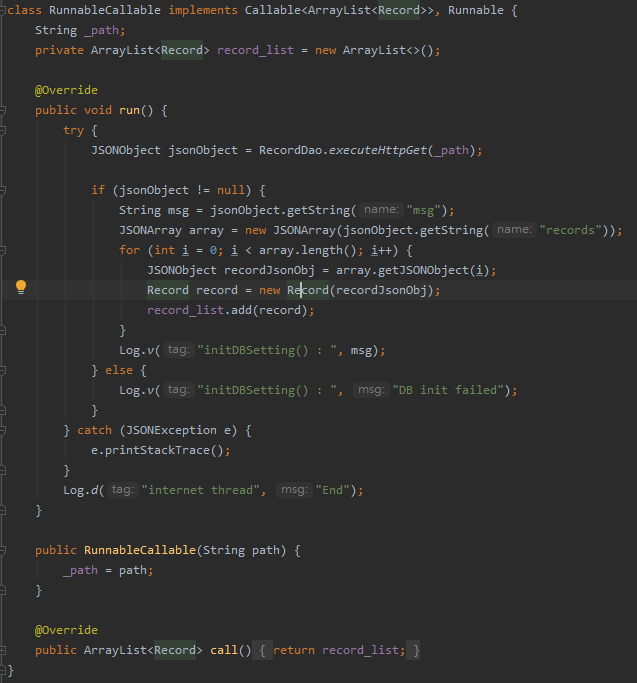 class RunnableCallable implements Callable<ArrayList<Record>>, Runnable {
    String _path;
    private ArrayList<Record> record_list = new ArrayList<>();

    @Override
    public void run() {
        try {
            JSONObject jsonObject = RecordDao.executeHttpGet(_path);

            if (jsonObject != null) {
                String msg = jsonObject.getString( name: "msg");
                JSONArray array = new JSONArray(jsonObject.getString( name: "records"));
                for (int i = 0; i < array.length(); i++) {
                    JSONObject recordJsonObj = array.getJSONObject(i);
                    Record record = new Record(recordJsonObj);
                    record_list.add(record);
                }
                Log.v( tag: "initDBSetting() : ", msg);
            } else {
                Log.v( tag: "initDBSetting() : ", msg: "DB init failed");
            }
        } catch (JSONException e) {
            e.printStackTrace();
        }
        Log.d( tag: "internet thread", msg: "End");
    }

    public RunnableCallable(String path) {
        _path = path;
    }

    @Override
    public ArrayList<Record> call() { return record_list; }
}